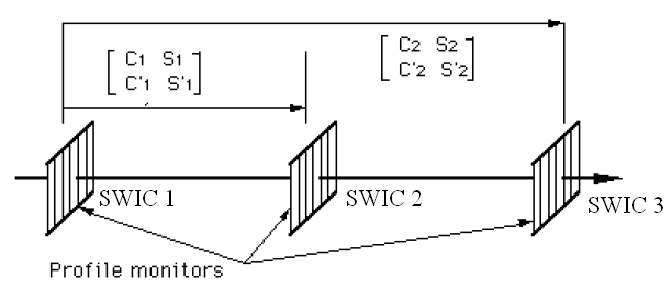 C1 S1
C'1 S'1
C2 S2
C'2 S'2
SWIC 1
SWIC 2
SWIC 3
Profile monitors